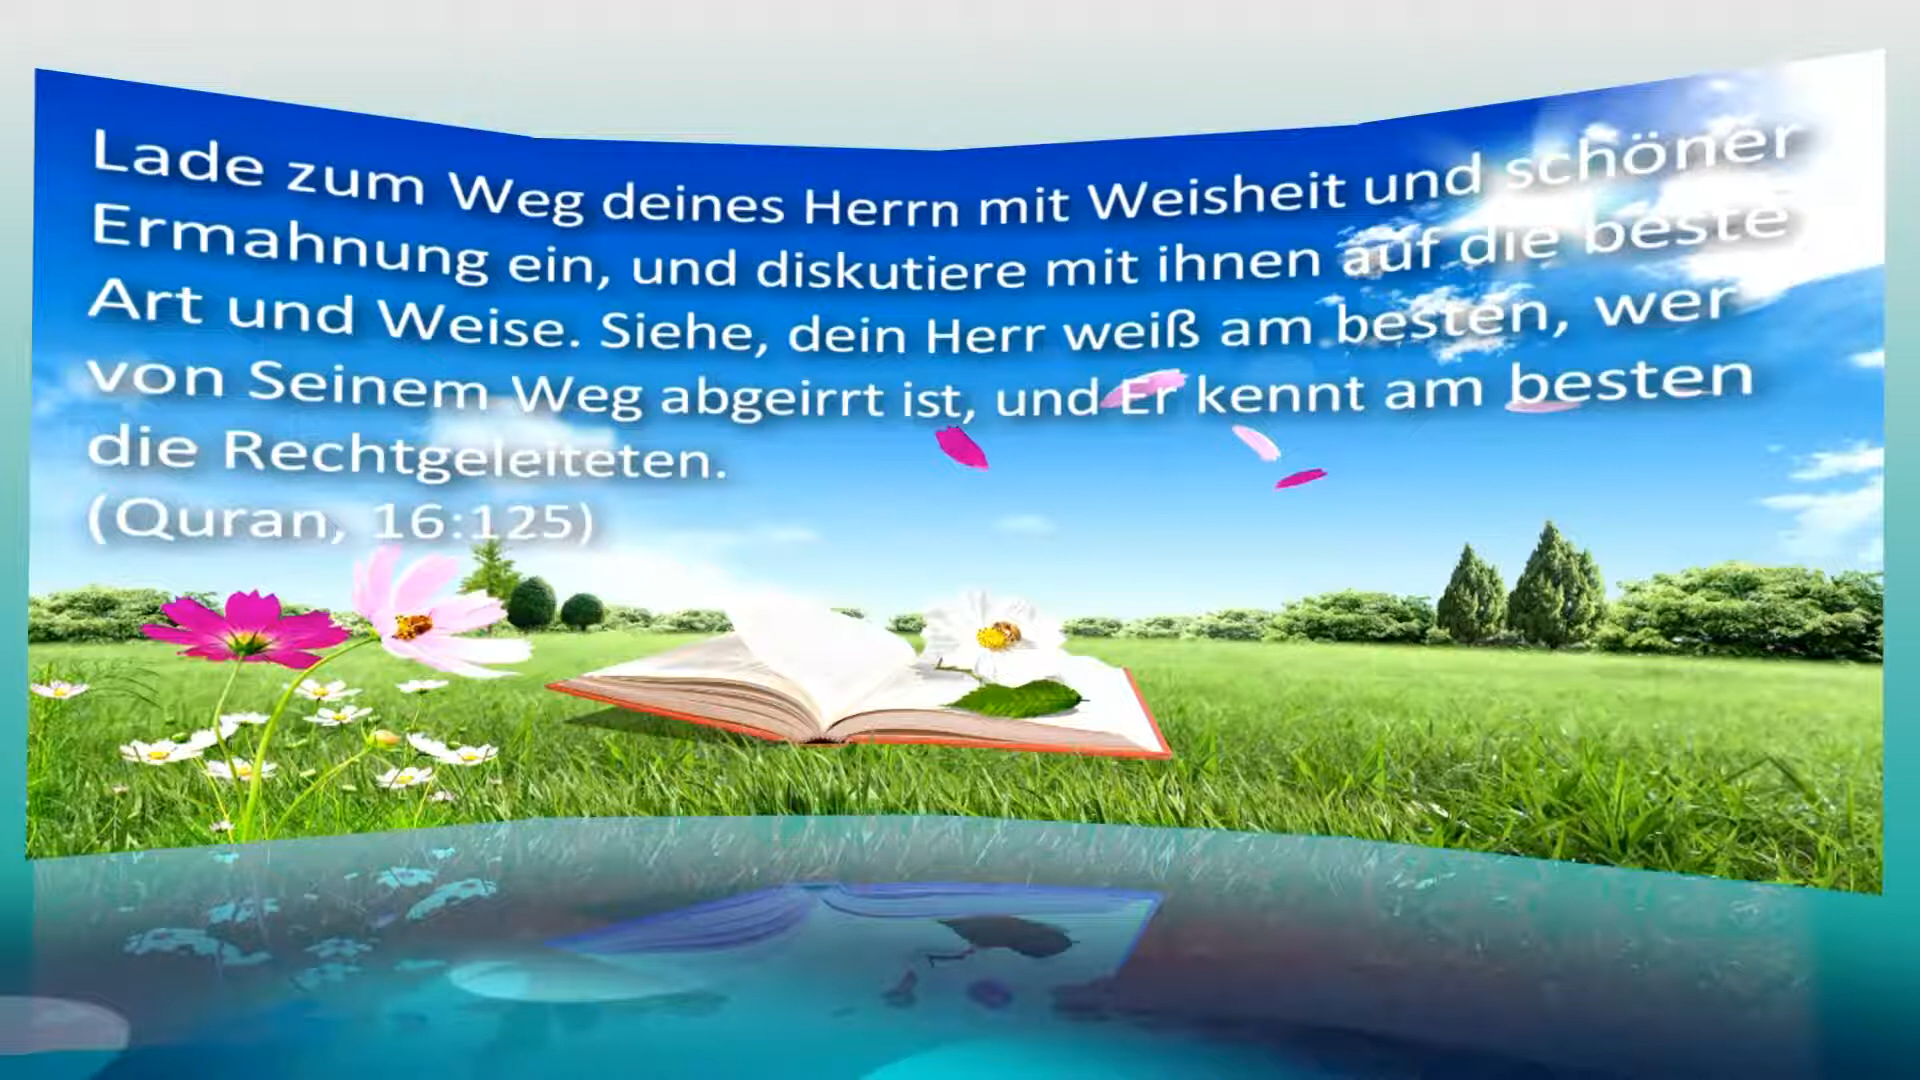 Lade zum Weg deines Herrn mit Weisheit und schöner
Ermahnung ein, und diskutiere mit ihnen auf die beste
Art und Weise. Siehe, dein Herr weiß am besten, wer
von Seinem Weg abgeirrt ist, und Er kennt am besten
die Rechtgeleiteten.
(Quran, 16:125)